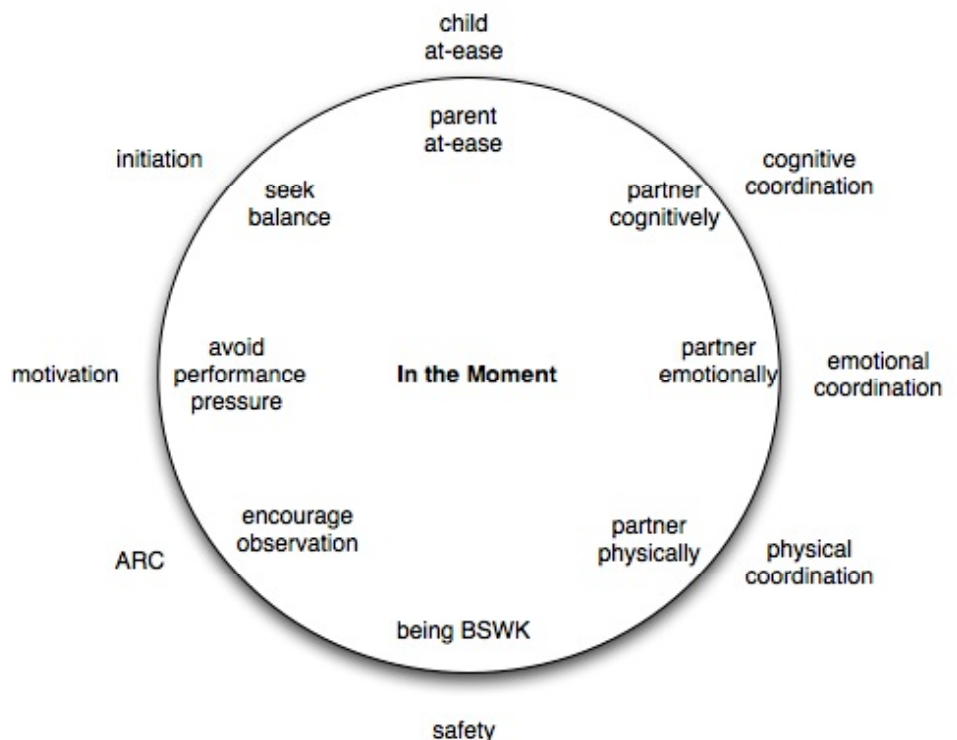 child
at-ease
parent
at-ease
initiation
cognitive
coordination
seek
balance
partner
cognitively
motivation
avoid
performance
pressure
In the Moment
partner
emotionally
emotional
coordination
ARC
encourage
observation
partner
physically
physical
coordination
being BSWK
safety